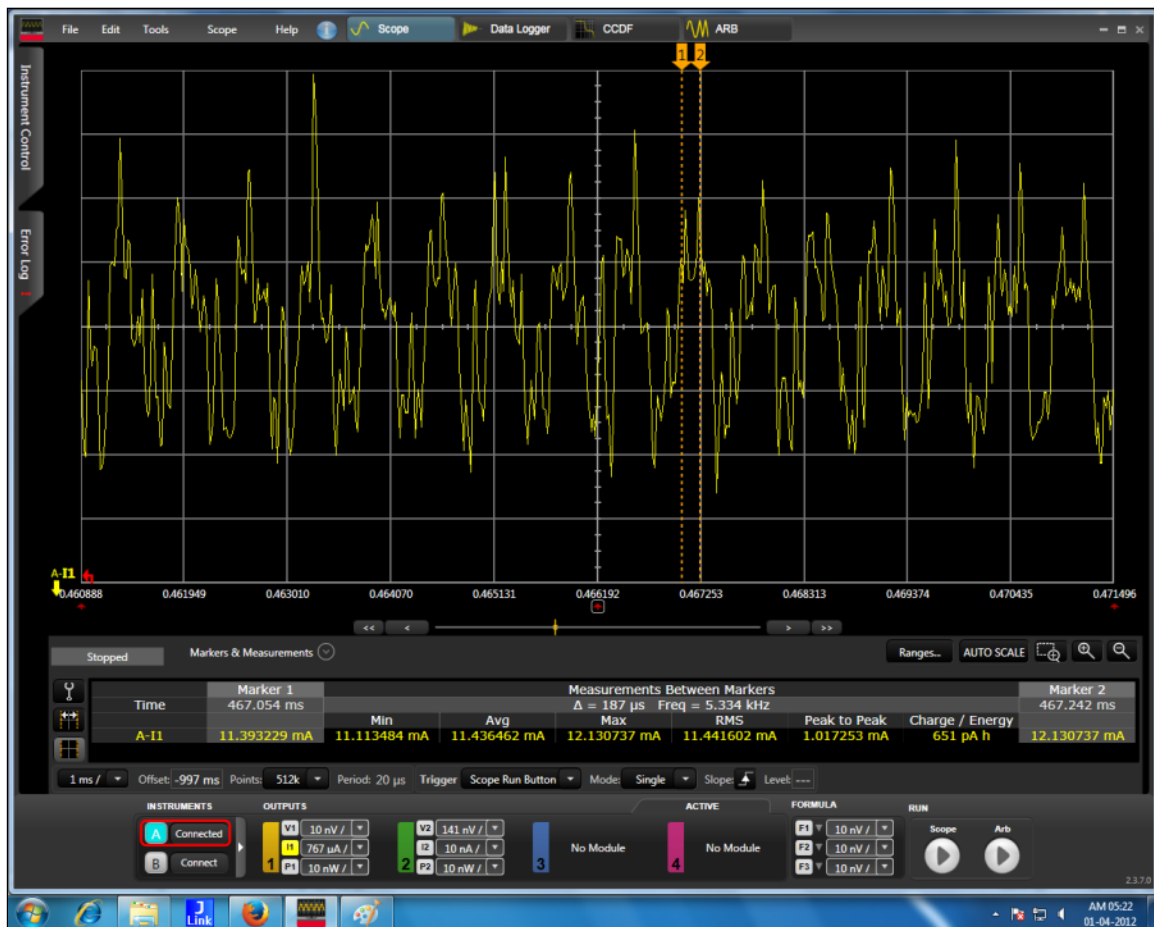 File Edit Tools Scope Help i Scope Data Logger CCDF ARB
Instrument Control
Error Log !
1 2
A-I1
0.460888 0.461949 0.463010 0.464070 0.465131 0.466192 0.467253 0.468313 0.469374 0.470435 0.471496
<< < > >>
Stopped Markers & Measurements Ranges... AUTO SCALE
Marker 1 Measurements Between Markers Marker 2
Time 467.054 ms Δ = 187 µs Freq = 5.334 kHz 467.242 ms
Min Avg Max RMS Peak to Peak Charge / Energy
A-I1 11.393229 mA 11.113484 mA 11.436462 mA 12.130737 mA 11.441602 mA 1.017253 mA 651 pA h 12.130737 mA
1 ms / Offset: -997 ms Points: 512k Period: 20 µs Trigger Scope Run Button Mode: Single Slope: Level: ---
INSTRUMENTS OUTPUTS ACTIVE FORMULA RUN
A Connected
B Connect
1 V1 10 nV / I1 767 µA / P1 10 nW /
2 V2 141 nV / I2 10 nA / P2 10 nW /
3 No Module
4 No Module
F1 10 nV /
F2 10 nV /
F3 10 nV /
Scope Arb
2.3.7.0
J Link
AM 05:22
01-04-2012